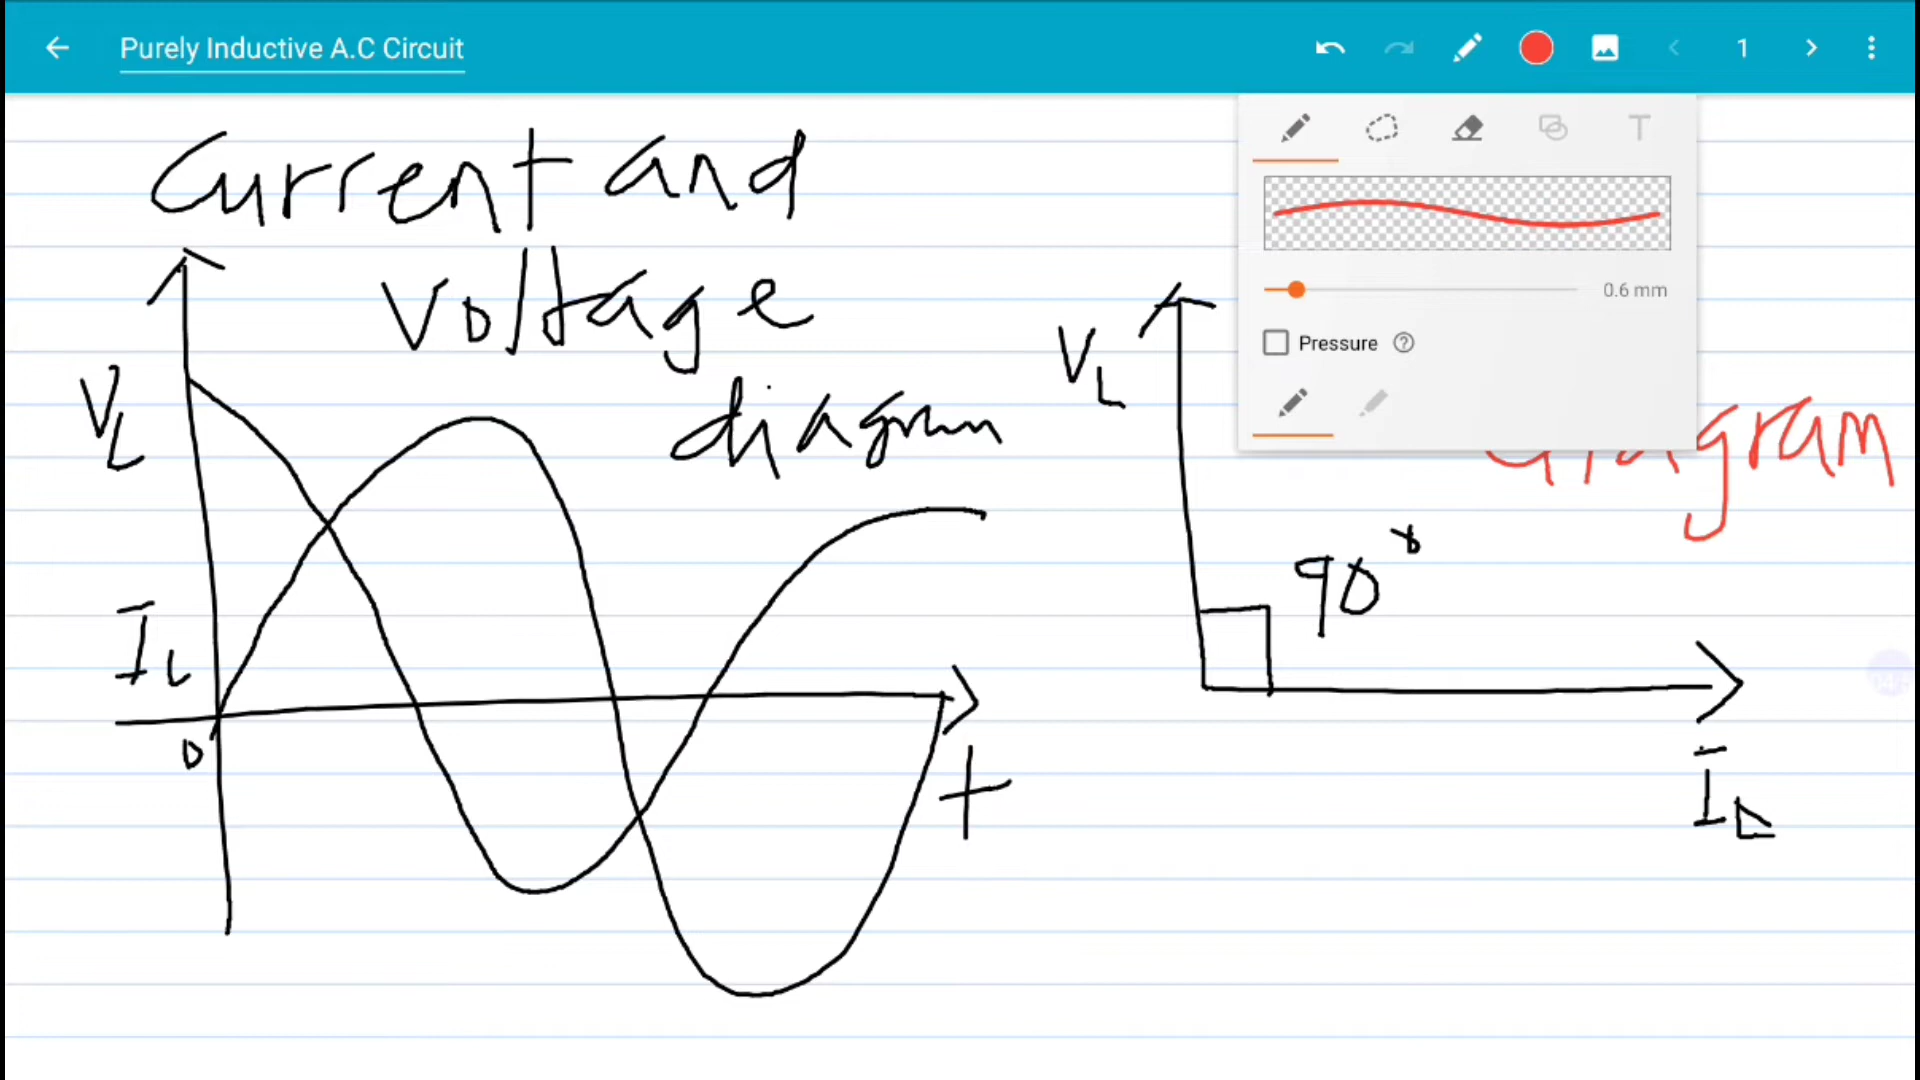 Purely Inductive A.C Circuit
1
Current and
Voltage
diagram
0.6 mm
Pressure
VL
VL
diagram
90°
IL
0
t
IL